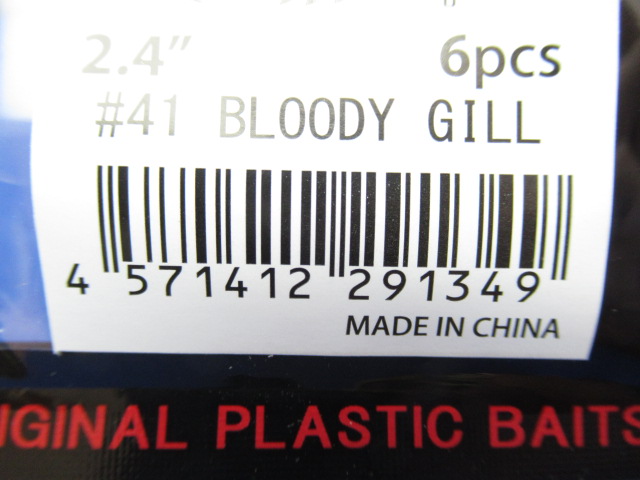 2.4" 6pcs
#41 BLOODY GILL
4 571412 291349
MADE IN CHINA
IGINAL PLASTIC BAITS